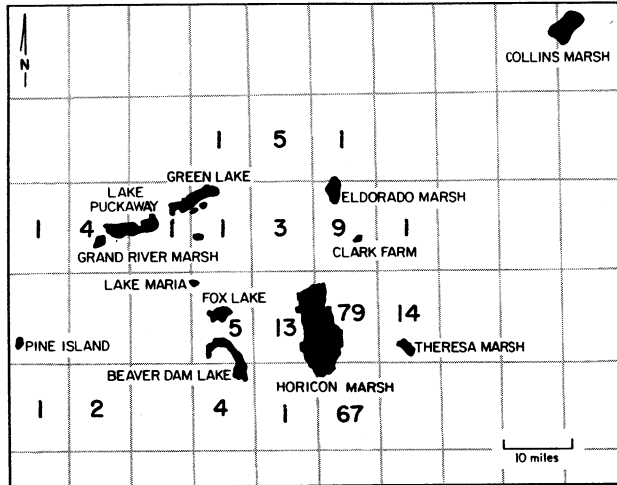 N
COLLINS MARSH
1 5 1
GREEN LAKE
LAKE
PUCKAWAY
ELDORADO MARSH
1 4 1 1 3 9 1
GRAND RIVER MARSH
CLARK FARM
LAKE MARIA
FOX LAKE
5 13 79 14
PINE ISLAND
THERESA MARSH
BEAVER DAM LAKE
HORICON MARSH
1 2 4 1 67
10 miles